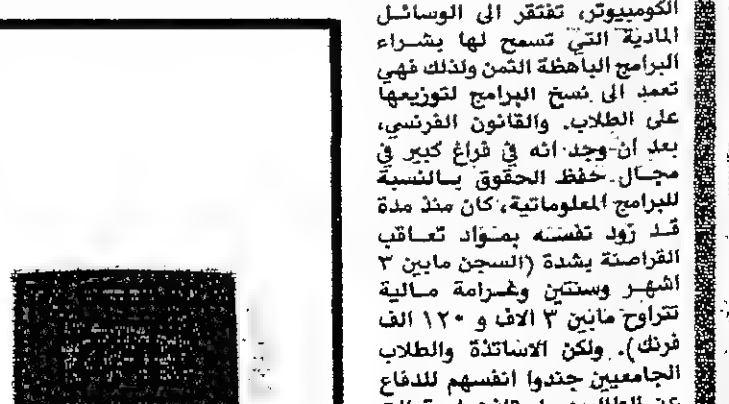 الكومبيوتر، تفتقر الى الوسائل
المادية التي تسمح لها بشراء
البرامج الباهظة الثمن ولذلك فهي
تعمد الى نسخ البرامج لتوزيعها
على الطلاب. والقانون الفرنسي،
بعد ان وجد انه في فراغ كبير في
مجال حفظ الحقوق بالنسبة
للبرامج المعلوماتية، كان منذ مدة
قد زود نفسه بمواد تعاقب
القراصنة بشدة (السجن مابين ٣
اشهر وسنتين وغرامة مالية
تتراوح مابين ٣ الاف و ١٢٠ الف
فرنك). ولكن الاساتذة والطلاب
الجامعيين جندوا انفسهم للدفاع
عن